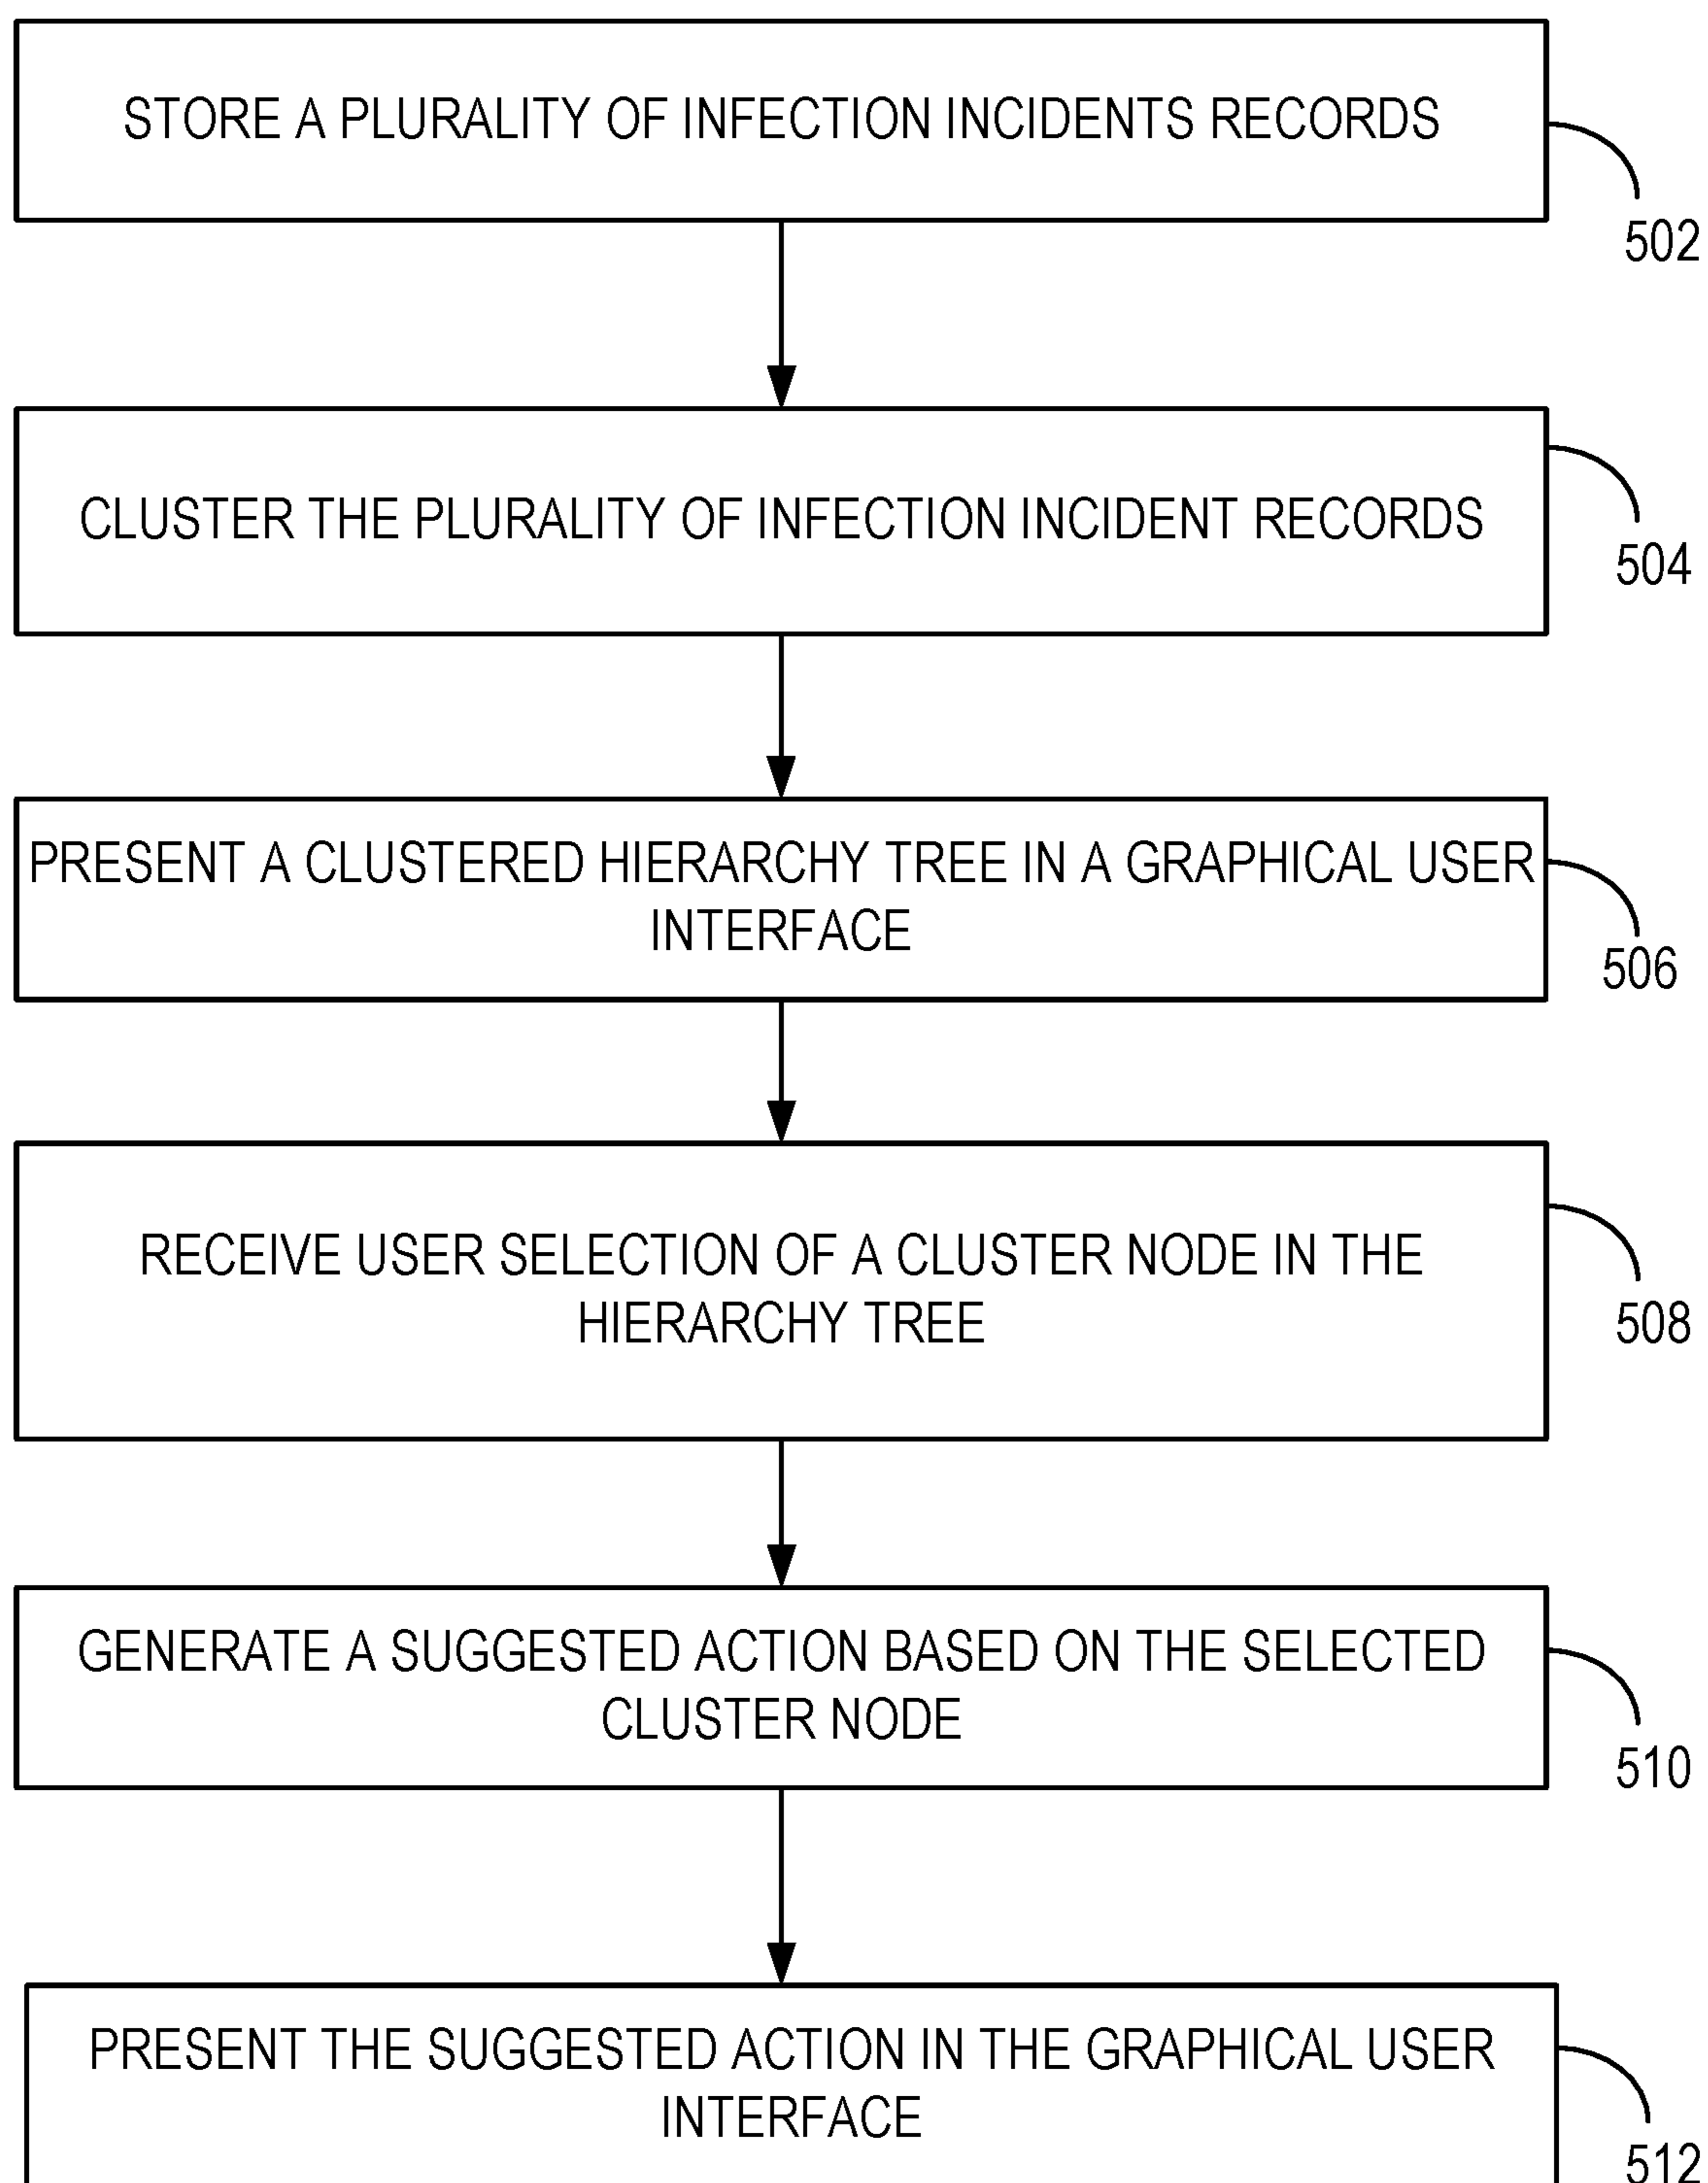 STORE A PLURALITY OF INFECTION INCIDENTS RECORDS
502
CLUSTER THE PLURALITY OF INFECTION INCIDENT RECORDS
504
PRESENT A CLUSTERED HIERARCHY TREE IN A GRAPHICAL USER
INTERFACE
506
RECEIVE USER SELECTION OF A CLUSTER NODE IN THE
HIERARCHY TREE
508
GENERATE A SUGGESTED ACTION BASED ON THE SELECTED
CLUSTER NODE
510
PRESENT THE SUGGESTED ACTION IN THE GRAPHICAL USER
INTERFACE
512